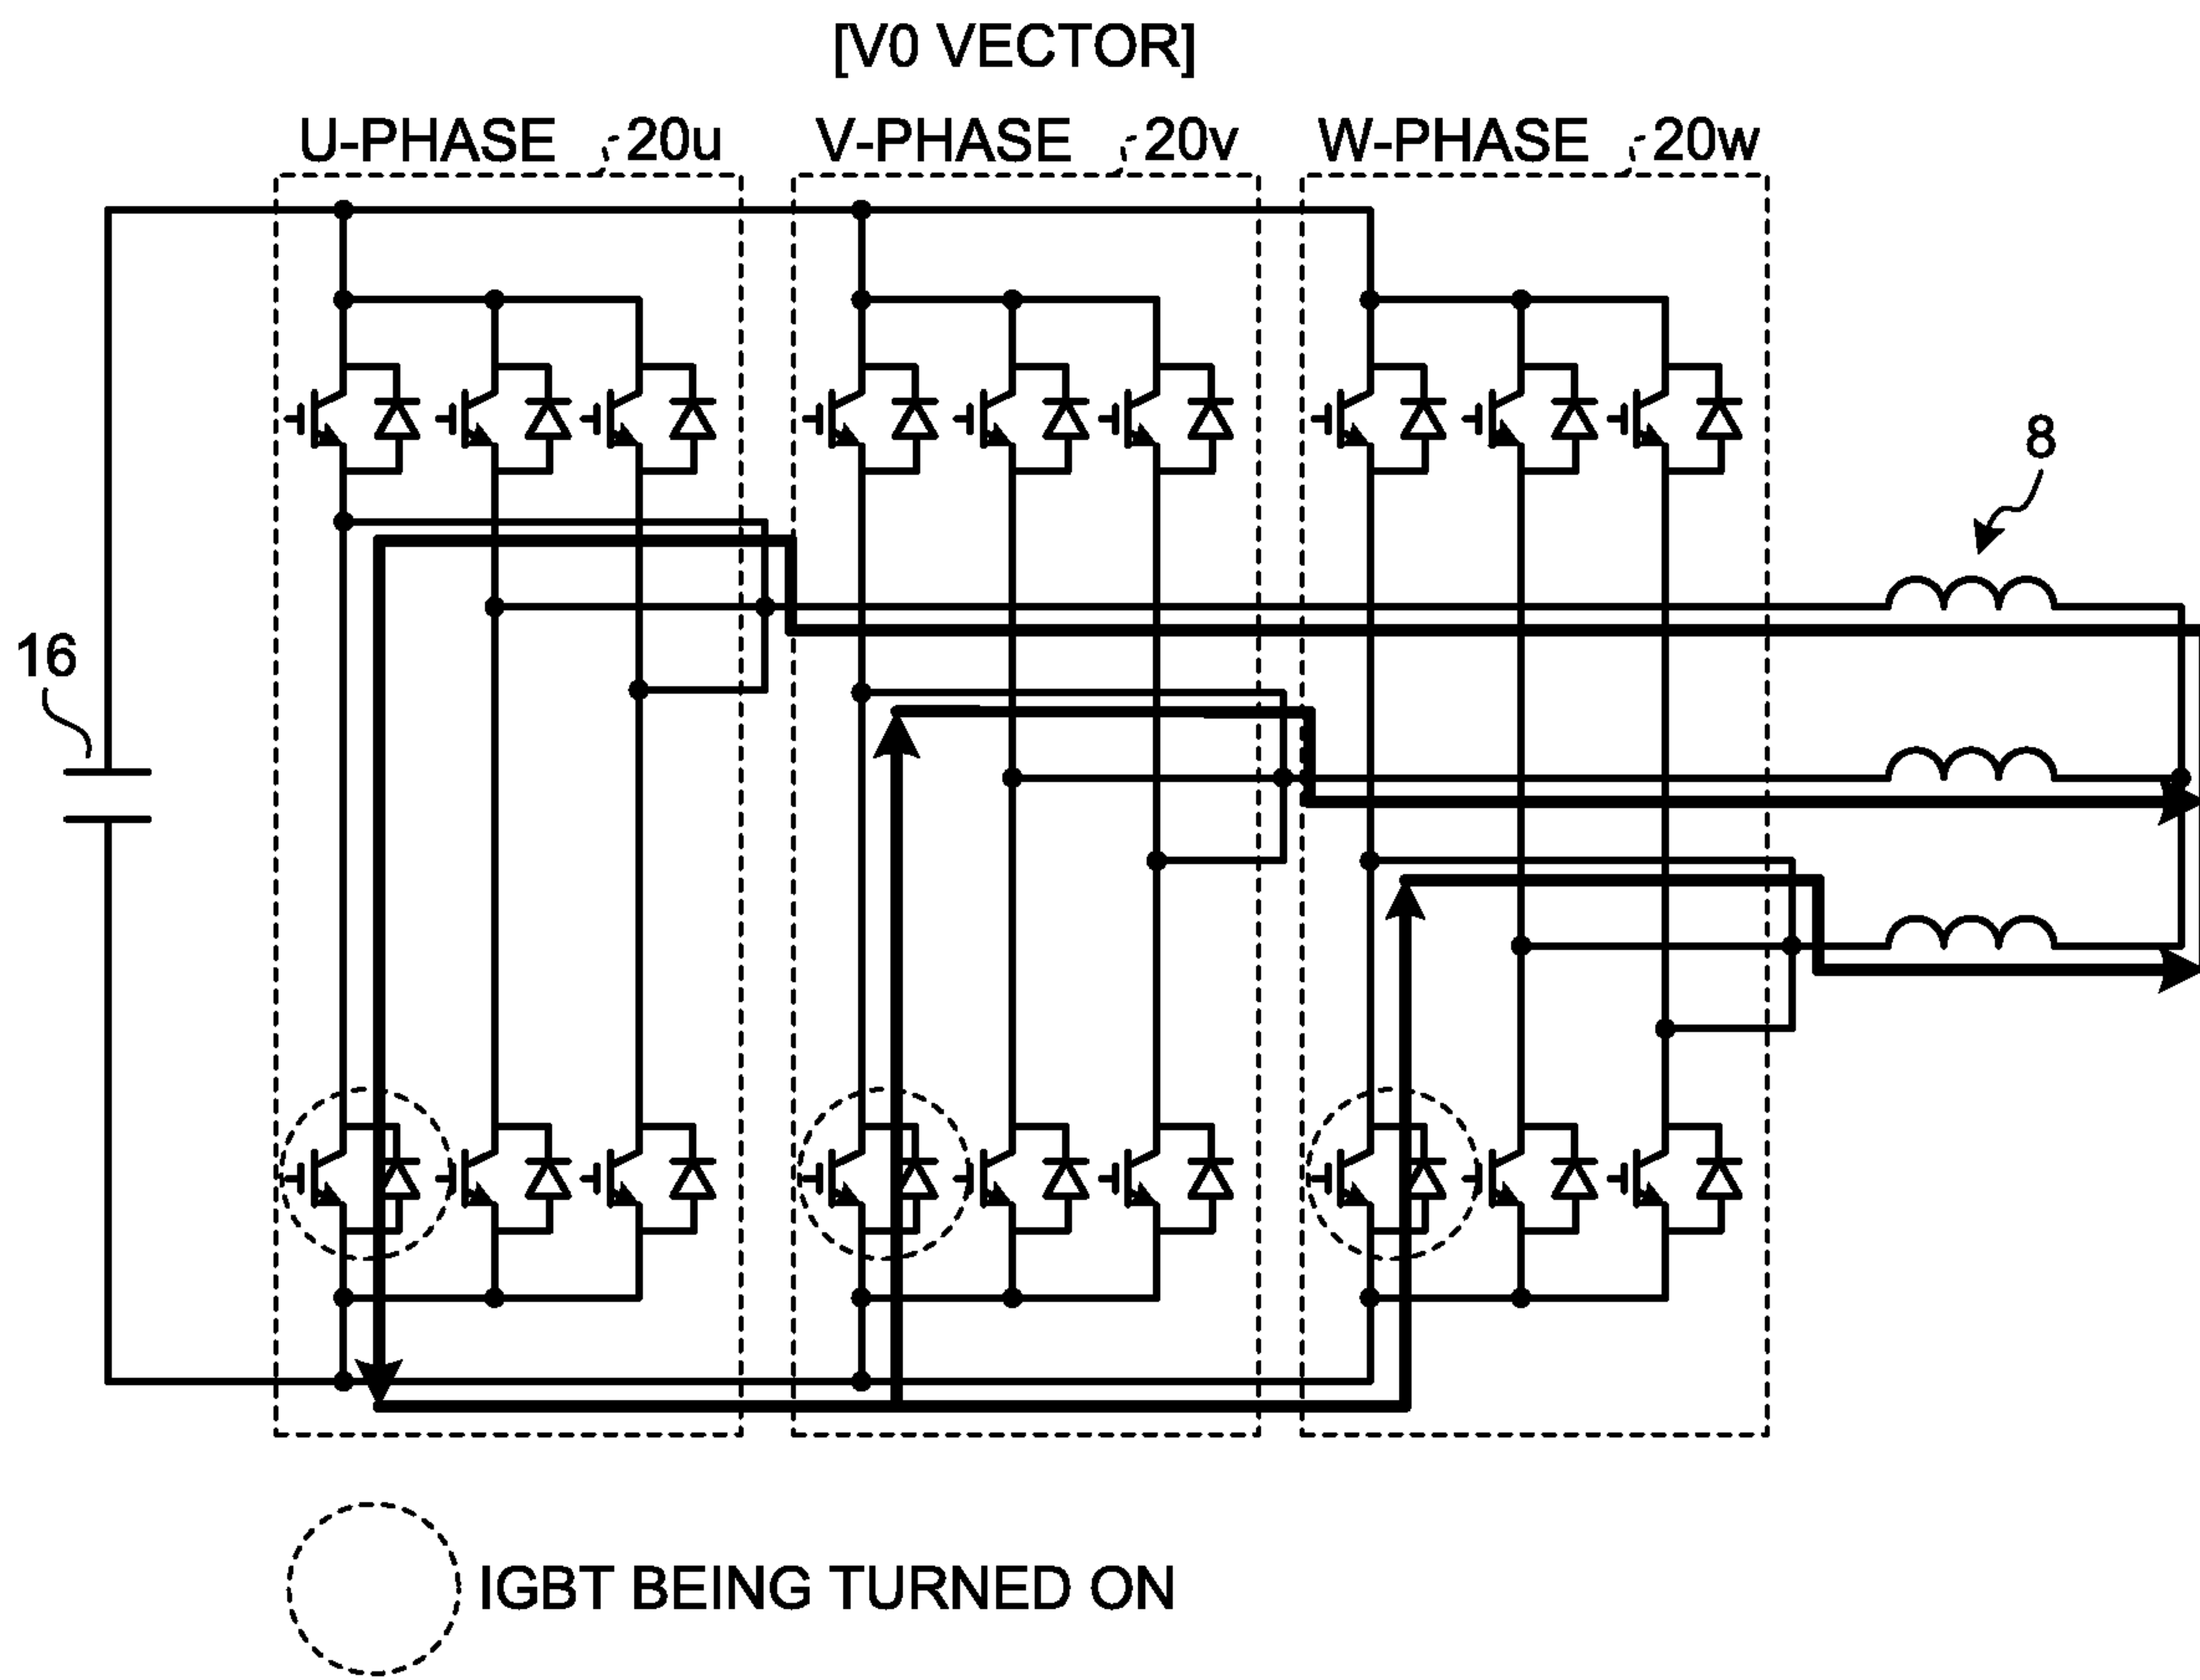 [V0 VECTOR]
U-PHASE 20u V-PHASE 20v W-PHASE 20w
8
16
IGBT BEING TURNED ON